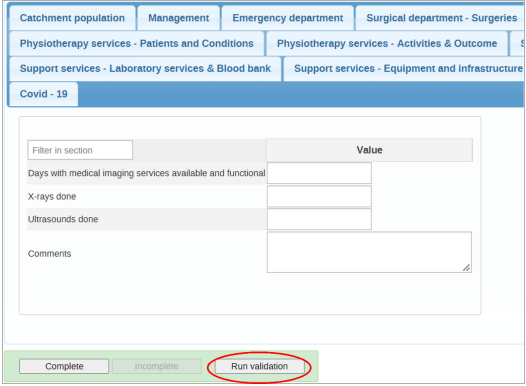 Catchment population Management Emergency department Surgical department - Surgeries
Physiotherapy services - Patients and Conditions Physiotherapy services - Activities & Outcome S
Support services - Laboratory services & Blood bank Support services - Equipment and infrastructure
Covid - 19
Filter in section Value
Days with medical imaging services available and functional
X-rays done
Ultrasounds done
Comments
Complete Incomplete Run validation